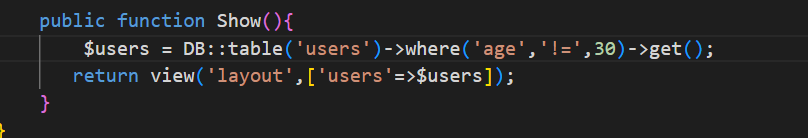 public function Show(){
$users = DB::table('users')->where('age','!=',30)->get();
return view('layout',['users'=>$users]);
}
}